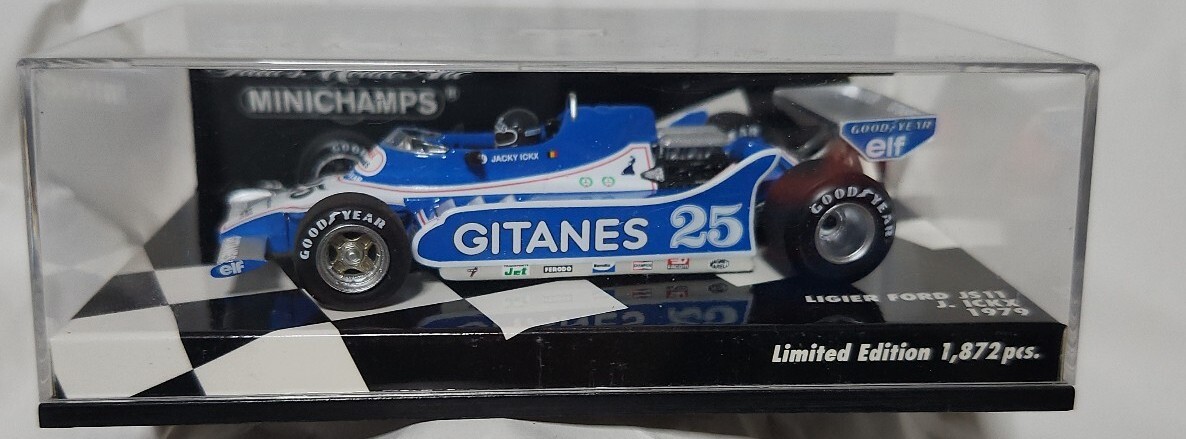 MINICHAMPS®
JACKY ICKX
GOODYEAR
elf
GOODYEAR
GOODYEAR
GOODYEAR
GITANES 25
elf
Jet
FERODO
LIGIER FORD JS11
J. ICKX
1979
Limited Edition 1,872 pcs.